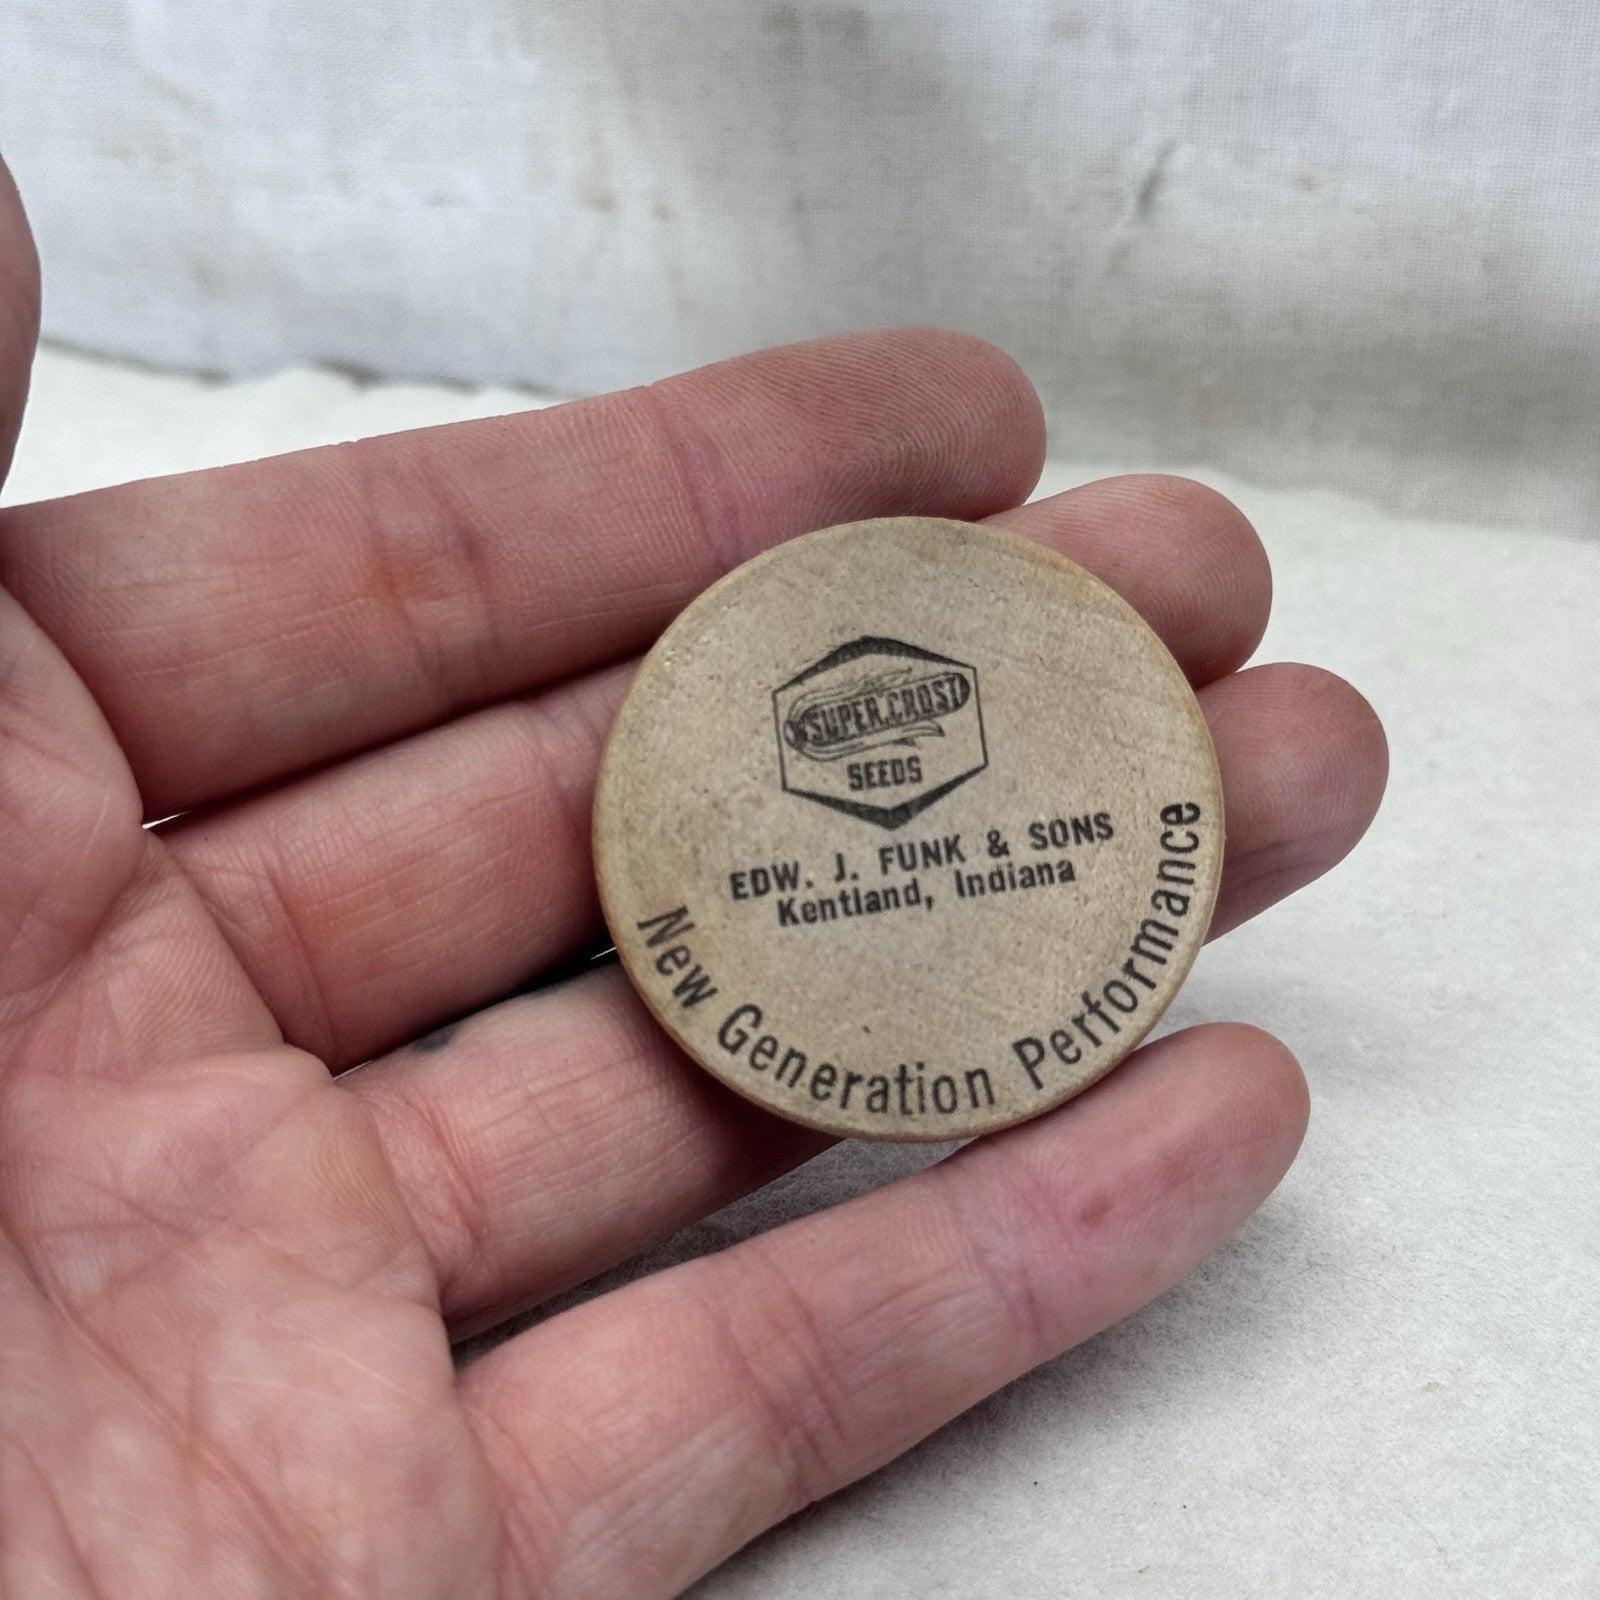 SUPER-CROST
SEEDS
EDW. J. FUNK & SONS
Kentland, Indiana
New Generation Performance